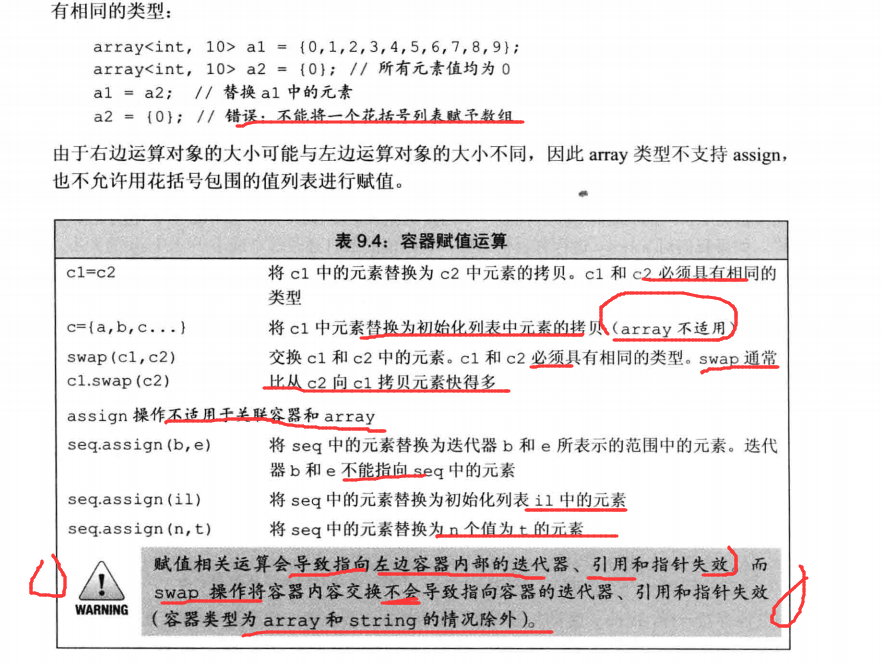 有相同的类型：
array<int, 10> a1 = {0,1,2,3,4,5,6,7,8,9};
array<int, 10> a2 = {0}; // 所有元素值均为 0
a1 = a2; // 替换 a1 中的元素
a2 = {0}; // 错误：不能将一个花括号列表赋予数组
由于右边运算对象的大小可能与左边运算对象的大小不同，因此 array 类型不支持 assign，
也不允许用花括号包围的值列表进行赋值。
表 9.4：容器赋值运算
c1=c2 将 c1 中的元素替换为 c2 中元素的拷贝。c1 和 c2 必须具有相同的
类型
c={a,b,c...} 将 c1 中元素替换为初始化列表中元素的拷贝（array 不适用）
swap(c1,c2) 交换 c1 和 c2 中的元素。c1 和 c2 必须具有相同的类型。swap 通常
c1.swap(c2) 比从 c2 向 c1 拷贝元素快得多
assign 操作不适用于关联容器和 array
seq.assign(b,e) 将 seq 中的元素替换为迭代器 b 和 e 所表示的范围中的元素。迭代
器 b 和 e 不能指向 seq 中的元素
seq.assign(il) 将 seq 中的元素替换为初始化列表 il 中的元素
seq.assign(n,t) 将 seq 中的元素替换为 n 个值为 t 的元素
赋值相关运算会导致指向左边容器内部的迭代器、引用和指针失效。而
swap 操作将容器内容交换不会导致指向容器的迭代器、引用和指针失效
WARNING
（容器类型为 array 和 string 的情况除外）。